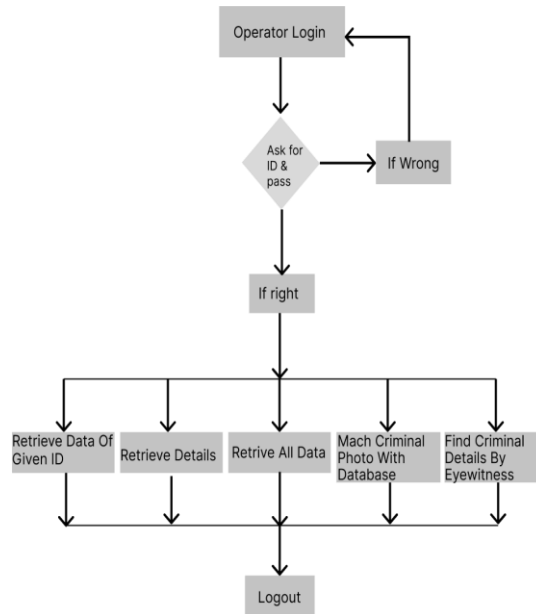 Operator Login
Ask for
ID &
pass
If Wrong
If right
Retrieve Data Of
Given ID
Retrieve Details
Retrive All Data
Mach Criminal
Photo With
Database
Find Criminal
Details By
Eyewitness
Logout